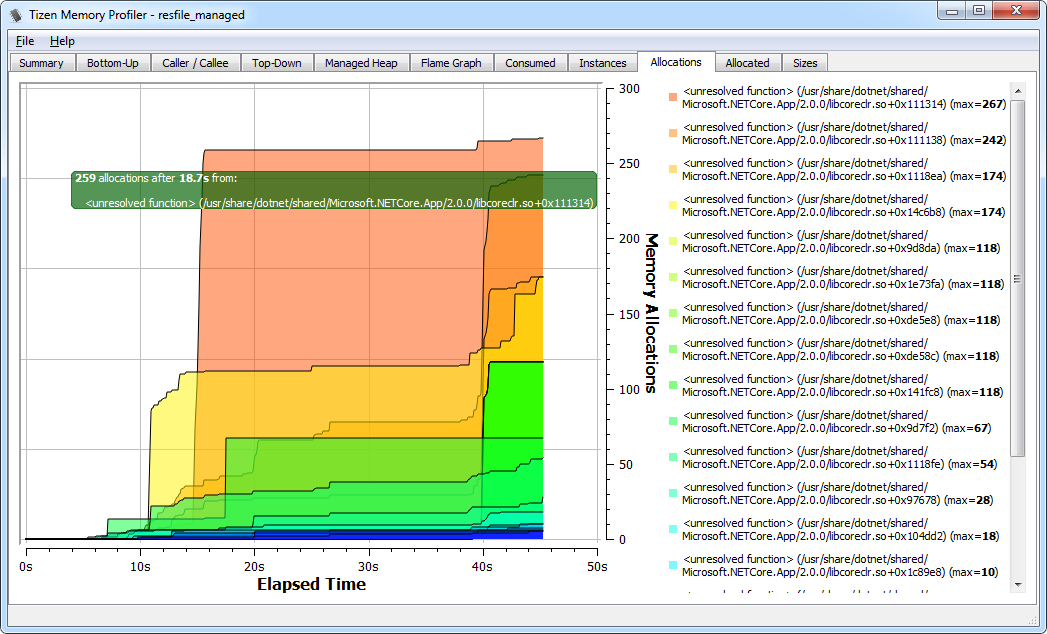 Tizen Memory Profiler - resfile_managed
File Help
Summary Bottom-Up Caller / Callee Top-Down Managed Heap Flame Graph Consumed Instances Allocations Allocated Sizes
259 allocations after 18.7s from:
<unresolved function> (/usr/share/dotnet/shared/Microsoft.NETCore.App/2.0.0/libcoreclr.so+0x111314)
300
250
200
150
100
50
0
Memory Allocations
0s 10s 20s 30s 40s 50s
Elapsed Time
<unresolved function> (/usr/share/dotnet/shared/
Microsoft.NETCore.App/2.0.0/libcoreclr.so+0x111314) (max=267)
<unresolved function> (/usr/share/dotnet/shared/
Microsoft.NETCore.App/2.0.0/libcoreclr.so+0x111138) (max=242)
<unresolved function> (/usr/share/dotnet/shared/
Microsoft.NETCore.App/2.0.0/libcoreclr.so+0x1118ea) (max=174)
<unresolved function> (/usr/share/dotnet/shared/
Microsoft.NETCore.App/2.0.0/libcoreclr.so+0x14c6b8) (max=174)
<unresolved function> (/usr/share/dotnet/shared/
Microsoft.NETCore.App/2.0.0/libcoreclr.so+0x9d8da) (max=118)
<unresolved function> (/usr/share/dotnet/shared/
Microsoft.NETCore.App/2.0.0/libcoreclr.so+0x1e73fa) (max=118)
<unresolved function> (/usr/share/dotnet/shared/
Microsoft.NETCore.App/2.0.0/libcoreclr.so+0xde5e8) (max=118)
<unresolved function> (/usr/share/dotnet/shared/
Microsoft.NETCore.App/2.0.0/libcoreclr.so+0xde58c) (max=118)
<unresolved function> (/usr/share/dotnet/shared/
Microsoft.NETCore.App/2.0.0/libcoreclr.so+0x141fc8) (max=118)
<unresolved function> (/usr/share/dotnet/shared/
Microsoft.NETCore.App/2.0.0/libcoreclr.so+0x9d7f2) (max=67)
<unresolved function> (/usr/share/dotnet/shared/
Microsoft.NETCore.App/2.0.0/libcoreclr.so+0x1118fe) (max=54)
<unresolved function> (/usr/share/dotnet/shared/
Microsoft.NETCore.App/2.0.0/libcoreclr.so+0x97678) (max=28)
<unresolved function> (/usr/share/dotnet/shared/
Microsoft.NETCore.App/2.0.0/libcoreclr.so+0x104dd2) (max=18)
<unresolved function> (/usr/share/dotnet/shared/
Microsoft.NETCore.App/2.0.0/libcoreclr.so+0x1c89e8) (max=10)